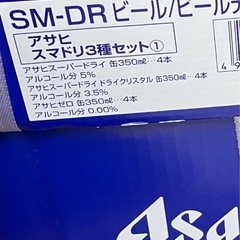 SM-DR ビール/ビールテ
アサヒ
スマドリ3種セット①
アサヒスーパードライ 缶350ml…4本
アルコール分 5%
アサヒスーパードライ ドライクリスタル 缶350ml…4本
アルコール分 3.5%
アサヒゼロ 缶350ml…4本
アルコール分 0.00%
4 9
Asa